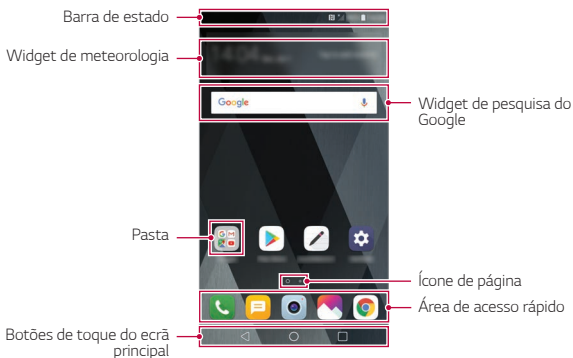 Barra de estado
Widget de meteorologia
Google
Widget de pesquisa do
Google
Pasta
Ícone de página
Área de acesso rápido
Botões de toque do ecrã
principal